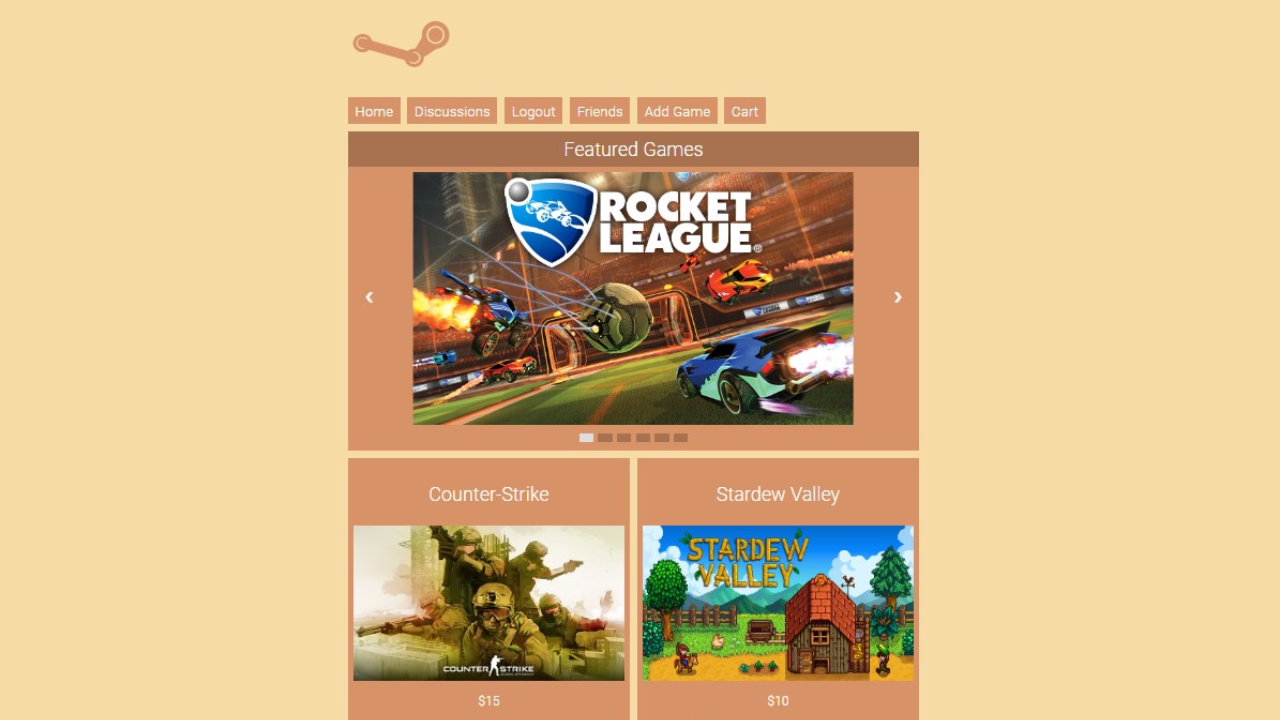 Home Discussions Logout Friends Add Game Cart
Featured Games
ROCKET
LEAGUE®
‹ ›
Counter-Strike Stardew Valley
STARDEW
VALLEY
COUNTER STRIKE
$15 $10